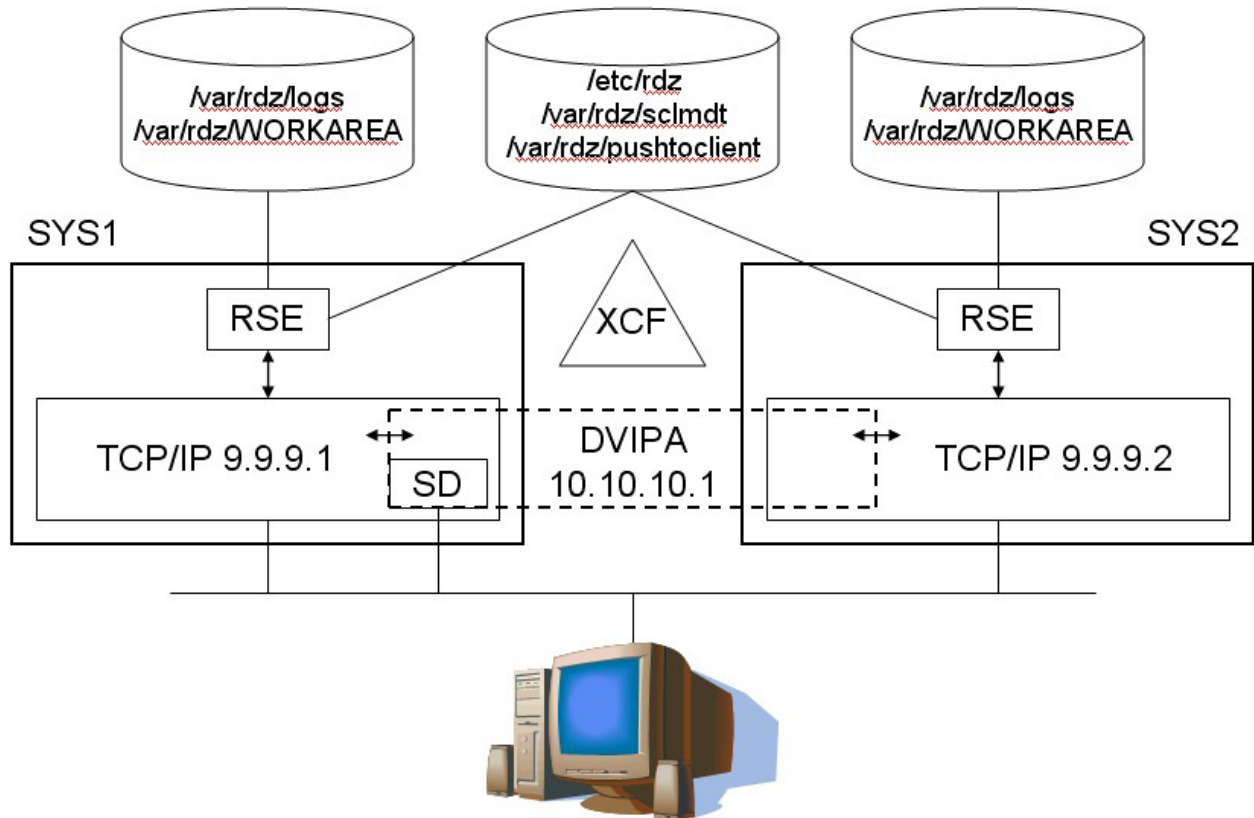 /var/rdz/logs
/var/rdz/WORKAREA
/etc/rdz
/var/rdz/sclmdt
/var/rdz/pushtoclient
/var/rdz/logs
/var/rdz/WORKAREA
SYS1
SYS2
RSE
XCF
RSE
TCP/IP 9.9.9.1
SD
DVIPA
10.10.10.1
TCP/IP 9.9.9.2